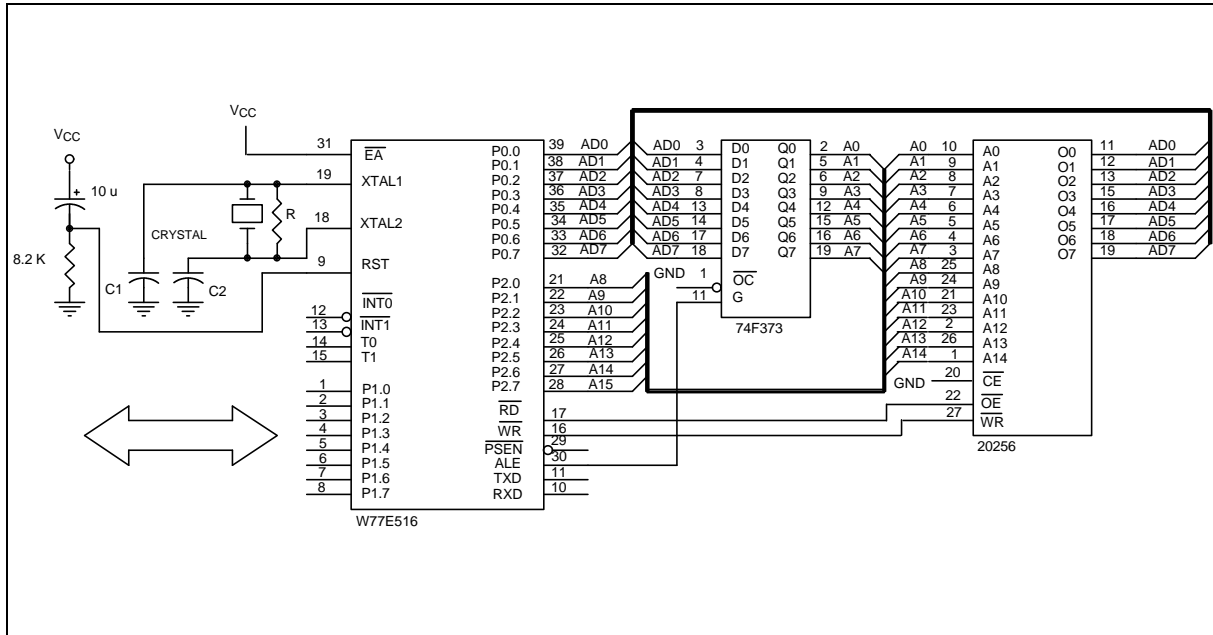 VCC
VCC
10 u
8.2 K
C1
C2
CRYSTAL
R
31 EA
19 XTAL1
18 XTAL2
9 RST
12 INT0
13 INT1
14 T0
15 T1
1 P1.0
2 P1.1
3 P1.2
4 P1.3
5 P1.4
6 P1.5
7 P1.6
8 P1.7
P0.0 39 AD0
P0.1 38 AD1
P0.2 37 AD2
P0.3 36 AD3
P0.4 35 AD4
P0.5 34 AD5
P0.6 33 AD6
P0.7 32 AD7
P2.0 21 A8
P2.1 22 A9
P2.2 23 A10
P2.3 24 A11
P2.4 25 A12
P2.5 26 A13
P2.6 27 A14
P2.7 28 A15
RD 17
WR 16
PSEN 29
ALE 30
TXD 11
RXD 10
W77E516
AD0 3 D0 Q0 2 A0
AD1 4 D1 Q1 5 A1
AD2 7 D2 Q2 6 A2
AD3 8 D3 Q3 9 A3
AD4 13 D4 Q4 12 A4
AD5 14 D5 Q5 15 A5
AD6 17 D6 Q6 16 A6
AD7 18 D7 Q7 19 A7
GND 1 OC
11 G
74F373
A0 10 A0 O0 11 AD0
A1 9 A1 O1 12 AD1
A2 8 A2 O2 13 AD2
A3 7 A3 O3 15 AD3
A4 6 A4 O4 16 AD4
A5 5 A5 O5 17 AD5
A6 4 A6 O6 18 AD6
A7 3 A7 O7 19 AD7
A8 25 A8
A9 24 A9
A10 21 A10
A11 23 A11
A12 2 A12
A13 26 A13
A14 1 A14
GND 20 CE
22 OE
27 WR
20256